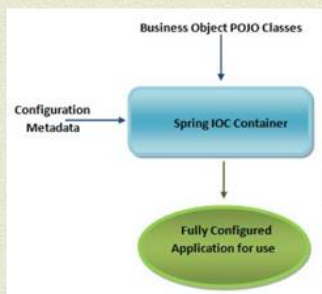 Business Object POJO Classes
Configuration
Metadata
Spring IOC Container
Fully Configured
Application for use